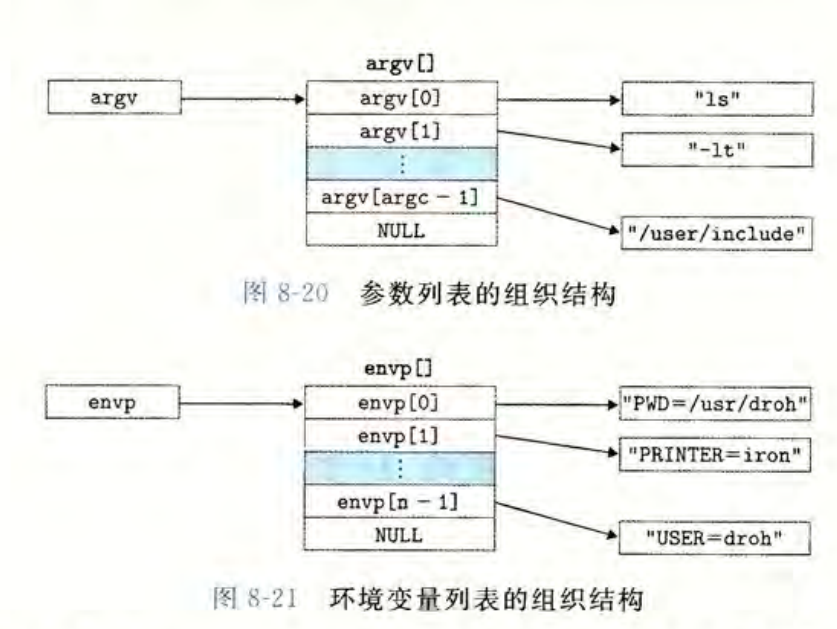 argv[]
argv
argv[0]
"ls"
argv[1]
"-lt"
⋮
argv[argc − 1]
"/user/include"
NULL
图 8-20 参数列表的组织结构
envp[]
envp
envp[0]
"PWD=/usr/droh"
envp[1]
"PRINTER=iron"
⋮
envp[n − 1]
"USER=droh"
NULL
图 8-21 环境变量列表的组织结构